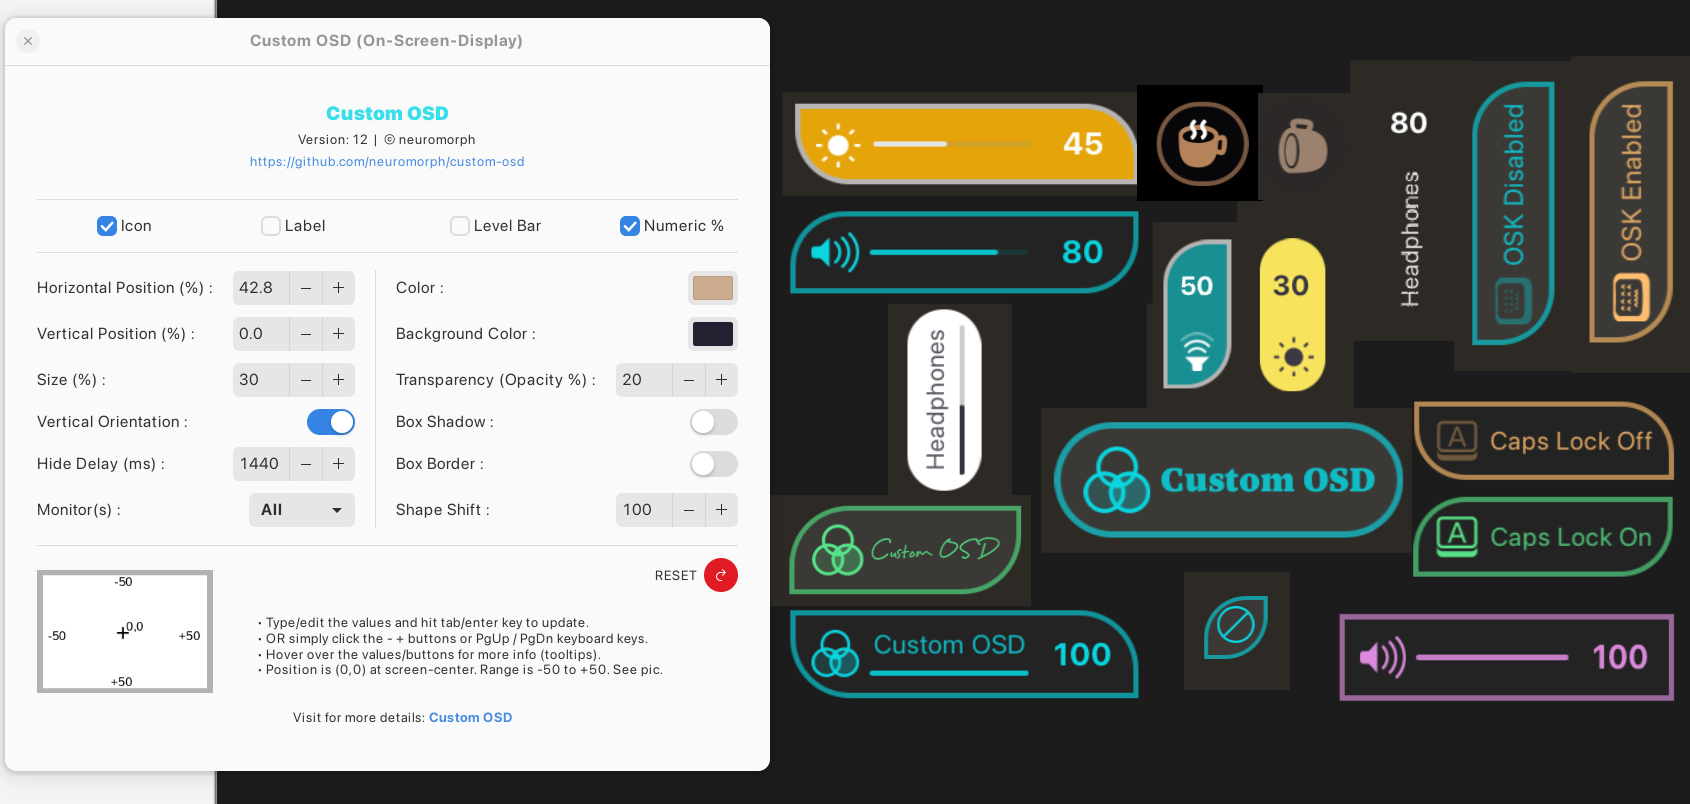 Custom OSD (On-Screen-Display)
Custom OSD
Version: 12 | © neuromorph
https://github.com/neuromorph/custom-osd
Icon Label Level Bar Numeric %
Horizontal Position (%) : 42.8 − +
Vertical Position (%) : 0.0 − +
Size (%) : 30 − +
Vertical Orientation :
Hide Delay (ms) : 1440 − +
Monitor(s) : All
Color :
Background Color :
Transparency (Opacity %) : 20 − +
Box Shadow :
Box Border :
Shape Shift : 100 − +
RESET
-50
-50 0,0 +50
+50
• Type/edit the values and hit tab/enter key to update.
• OR simply click the - + buttons or PgUp / PgDn keyboard keys.
• Hover over the values/buttons for more info (tooltips).
• Position is (0,0) at screen-center. Range is -50 to +50. See pic.
Visit for more details: Custom OSD
45
80
80
Headphones
OSK Disabled
OSK Enabled
50
30
Headphones
Custom OSD
A Caps Lock Off
A Caps Lock On
Custom OSD
Custom OSD 100
100